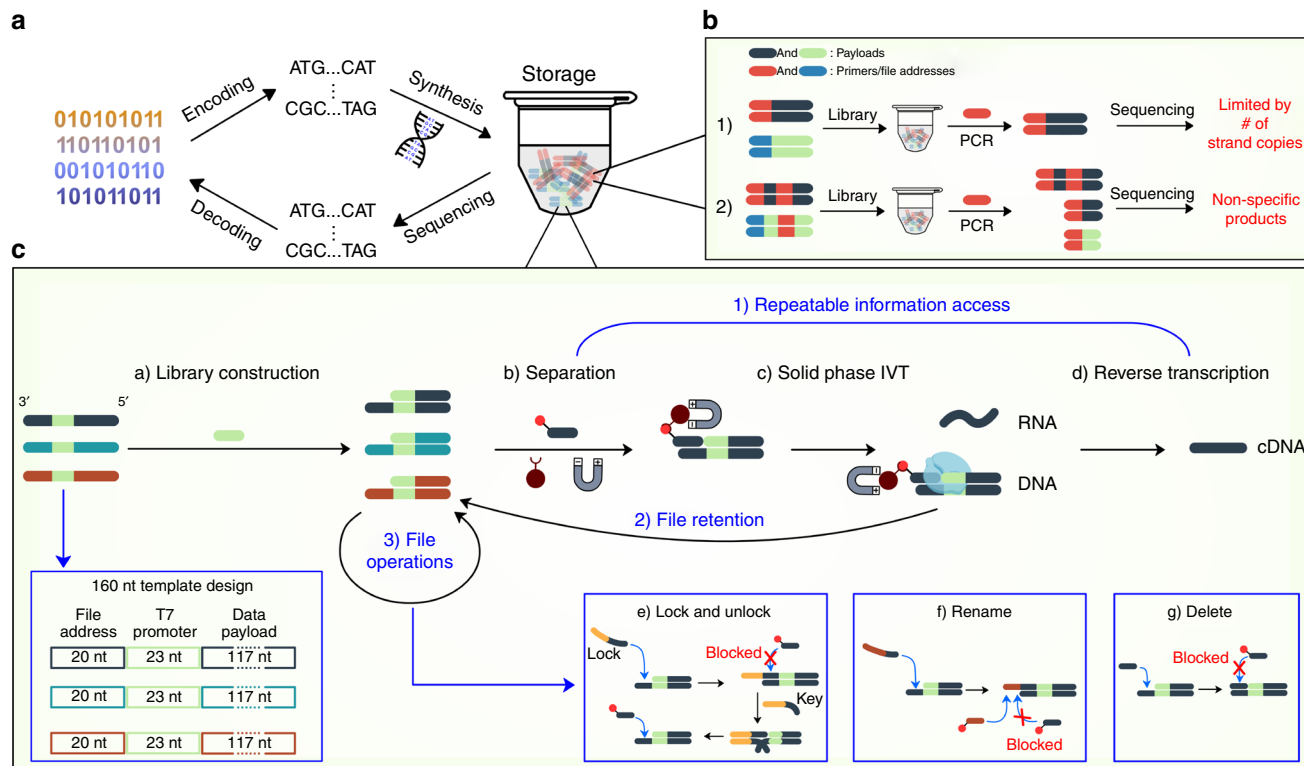 a
010101011
110110101
001010110
101011011
Encoding
ATG...CAT
CGC...TAG
Synthesis
Storage
Sequencing
ATG...CAT
CGC...TAG
Decoding
b
And : Payloads
And : Primers/file addresses
1)
Library
PCR
Sequencing
Limited by
# of
strand copies
2)
Library
PCR
Sequencing
Non-specific
products
c
1) Repeatable information access
a) Library construction
b) Separation
c) Solid phase IVT
d) Reverse transcription
3′ 5′
RNA
DNA
cDNA
2) File retention
3) File
operations
160 nt template design
File
address
T7
promoter
Data
payload
20 nt 23 nt 117 nt
20 nt 23 nt 117 nt
20 nt 23 nt 117 nt
e) Lock and unlock
Lock
Blocked
Key
f) Rename
Blocked
g) Delete
Blocked